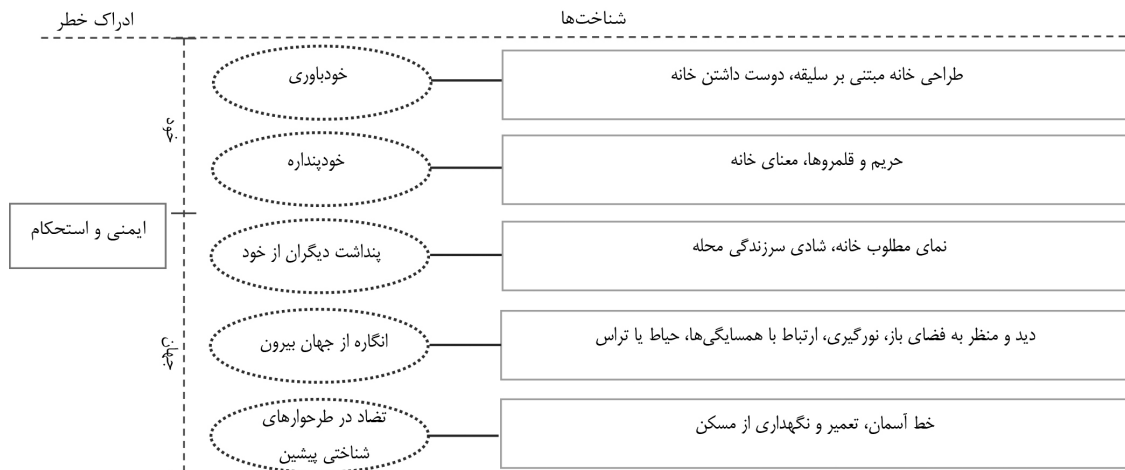 شناخت‌ها
ادراک خطر
طراحی خانه مبتنی بر سلیقه، دوست داشتن خانه
خودباوری
خود
حریم و قلمروها، معنای خانه
خودپنداره
ایمنی و استحکام
نمای مطلوب خانه، شادی سرزندگی محله
پنداشت دیگران از خود
دید و منظر به فضای باز، نورگیری، ارتباط با همسایگی‌ها، حیاط یا تراس
انگاره از جهان بیرون
جهان
خط آسمان، تعمیر و نگهداری از مسکن
تضاد در طرحوارهای
شناختی پیشین